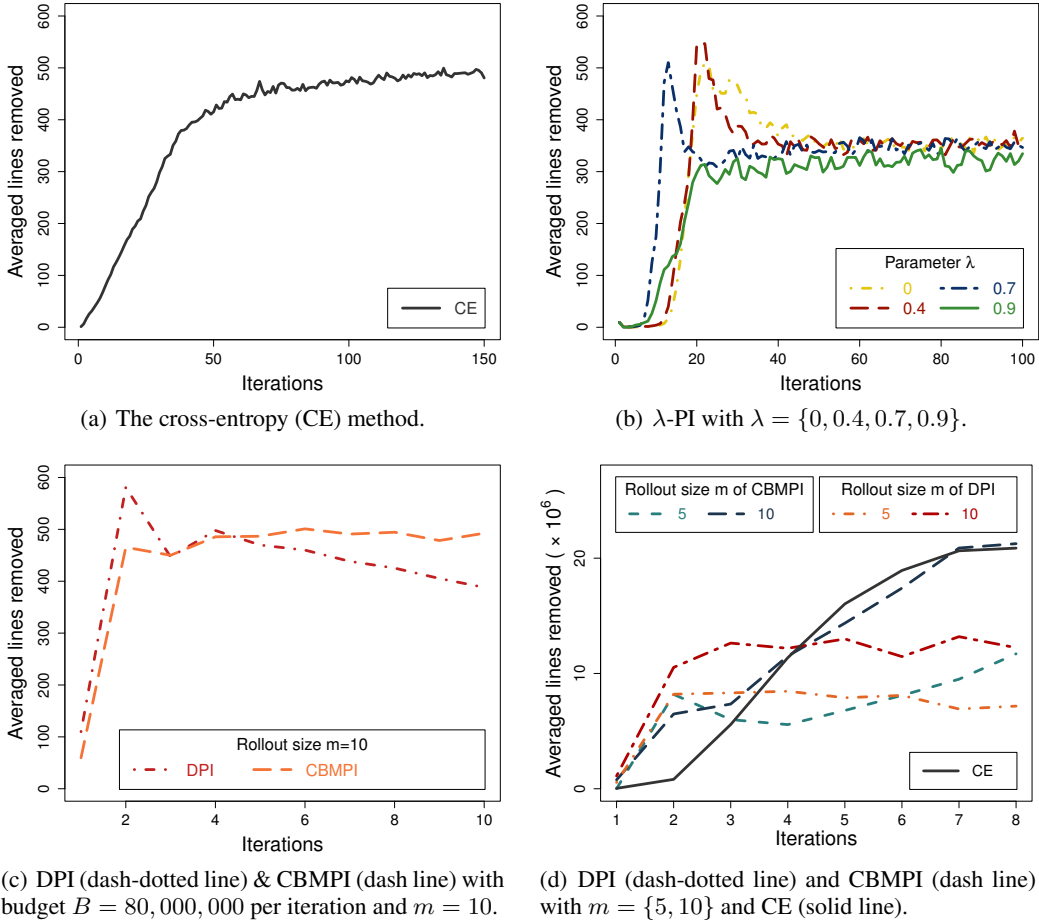 Averaged lines removed
600
500
400
300
200
100
0
CE
0 50 100 150
Iterations
(a) The cross-entropy (CE) method.
Averaged lines removed
600
500
400
300
200
100
0
Parameter λ
0 0.7
0.4 0.9
0 20 40 60 80 100
Iterations
(b) λ-PI with λ = {0, 0.4, 0.7, 0.9}.
Averaged lines removed
600
500
400
300
200
100
0
Rollout size m=10
DPI CBMPI
2 4 6 8 10
Iterations
(c) DPI (dash-dotted line) & CBMPI (dash line) with
budget B = 80, 000, 000 per iteration and m = 10.
Averaged lines removed ( × 10⁶ )
20
10
0
Rollout size m of CBMPI
5 10
Rollout size m of DPI
5 10
CE
1 2 3 4 5 6 7 8
Iterations
(d) DPI (dash-dotted line) and CBMPI (dash line)
with m = {5, 10} and CE (solid line).